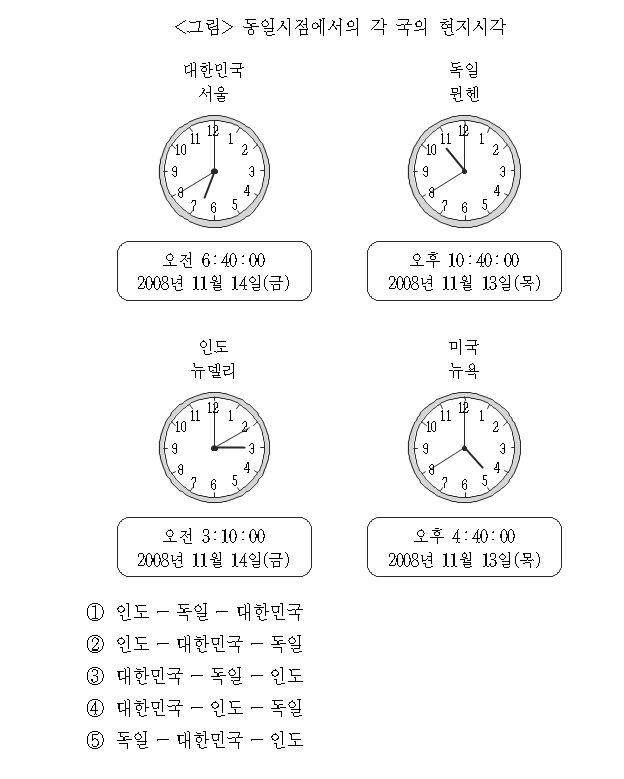 <그림> 동일시점에서의 각 국의 현지시각
대한민국
서울
12 1 2 3 4 5 6 7 8 9 10 11
오전 6:40:00
2008년 11월 14일(금)
독일
뮌헨
12 1 2 3 4 5 6 7 8 9 10 11
오후 10:40:00
2008년 11월 13일(목)
인도
뉴델리
12 1 2 3 4 5 6 7 8 9 10 11
오전 3:10:00
2008년 11월 14일(금)
미국
뉴욕
12 1 2 3 4 5 6 7 8 9 10 11
오후 4:40:00
2008년 11월 13일(목)
① 인도 – 독일 – 대한민국
② 인도 – 대한민국 – 독일
③ 대한민국 – 독일 – 인도
④ 대한민국 – 인도 – 독일
⑤ 독일 – 대한민국 – 인도